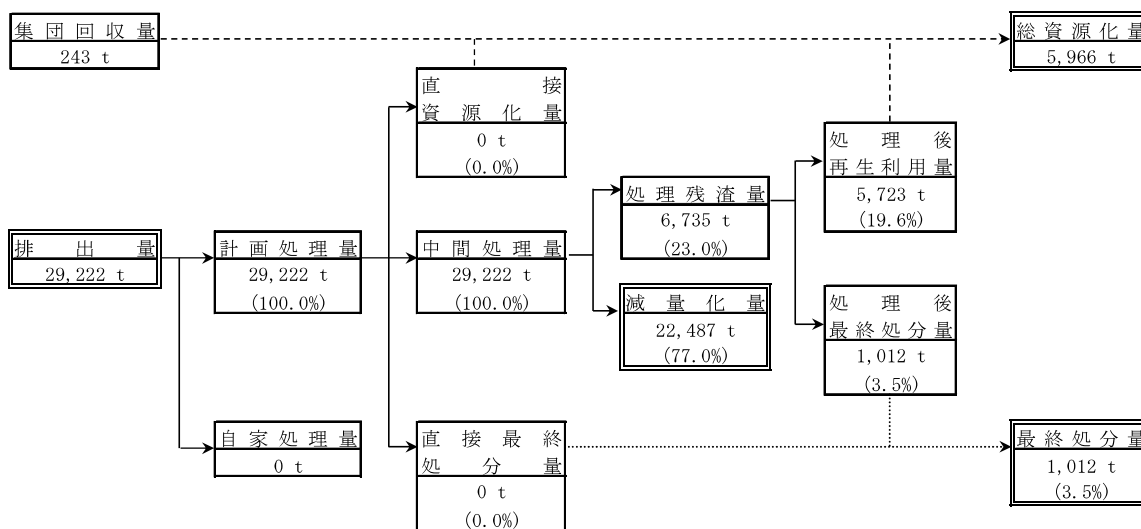 集団回収量
243 t
総資源化量
5,966 t
直接
資源化量
0 t
(0.0%)
処理後
再生利用量
5,723 t
(19.6%)
処理残渣量
6,735 t
(23.0%)
排出量
29,222 t
計画処理量
29,222 t
(100.0%)
中間処理量
29,222 t
(100.0%)
減量化量
22,487 t
(77.0%)
処理後
最終処分量
1,012 t
(3.5%)
自家処理量
0 t
直接最終
処分量
0 t
(0.0%)
最終処分量
1,012 t
(3.5%)